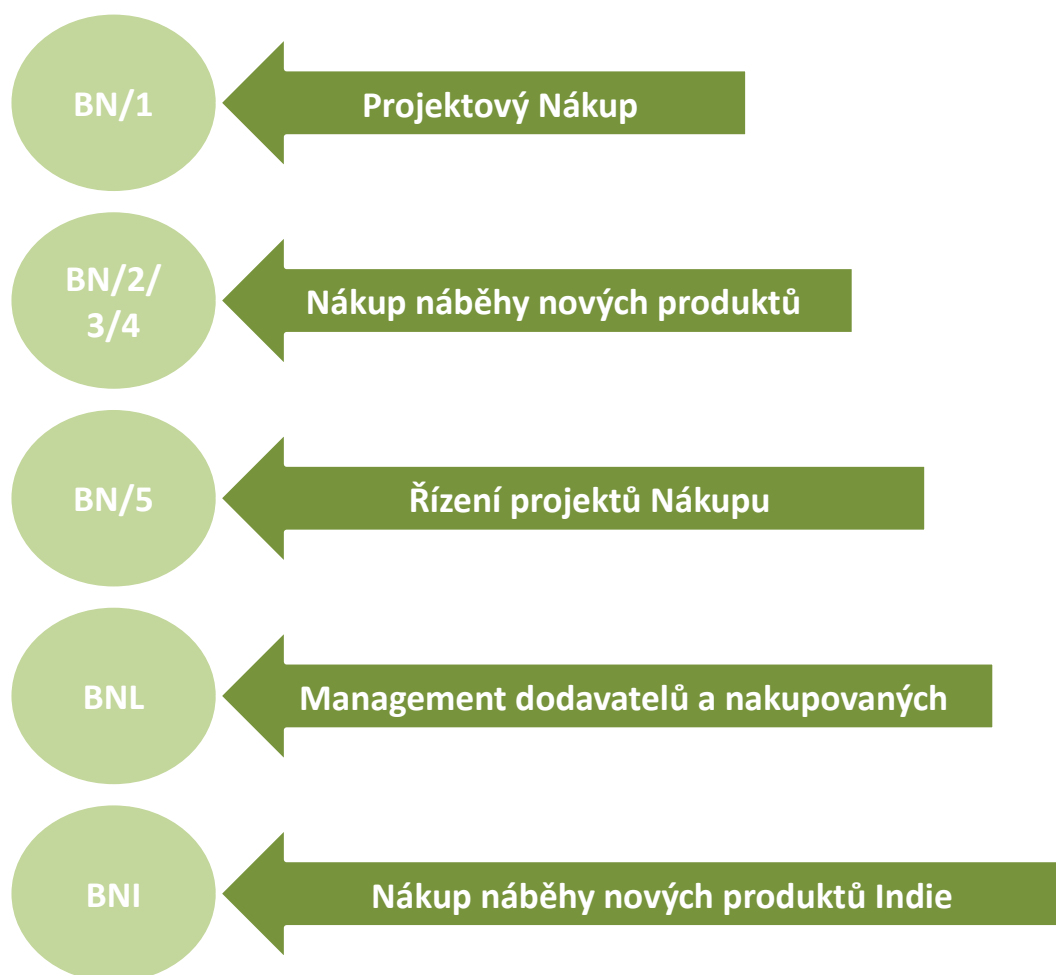 BN/1
Projektový Nákup
BN/2/
3/4
Nákup náběhy nových produktů
BN/5
Řízení projektů Nákupu
BNL
Management dodavatelů a nakupovaných
BNI
Nákup náběhy nových produktů Indie